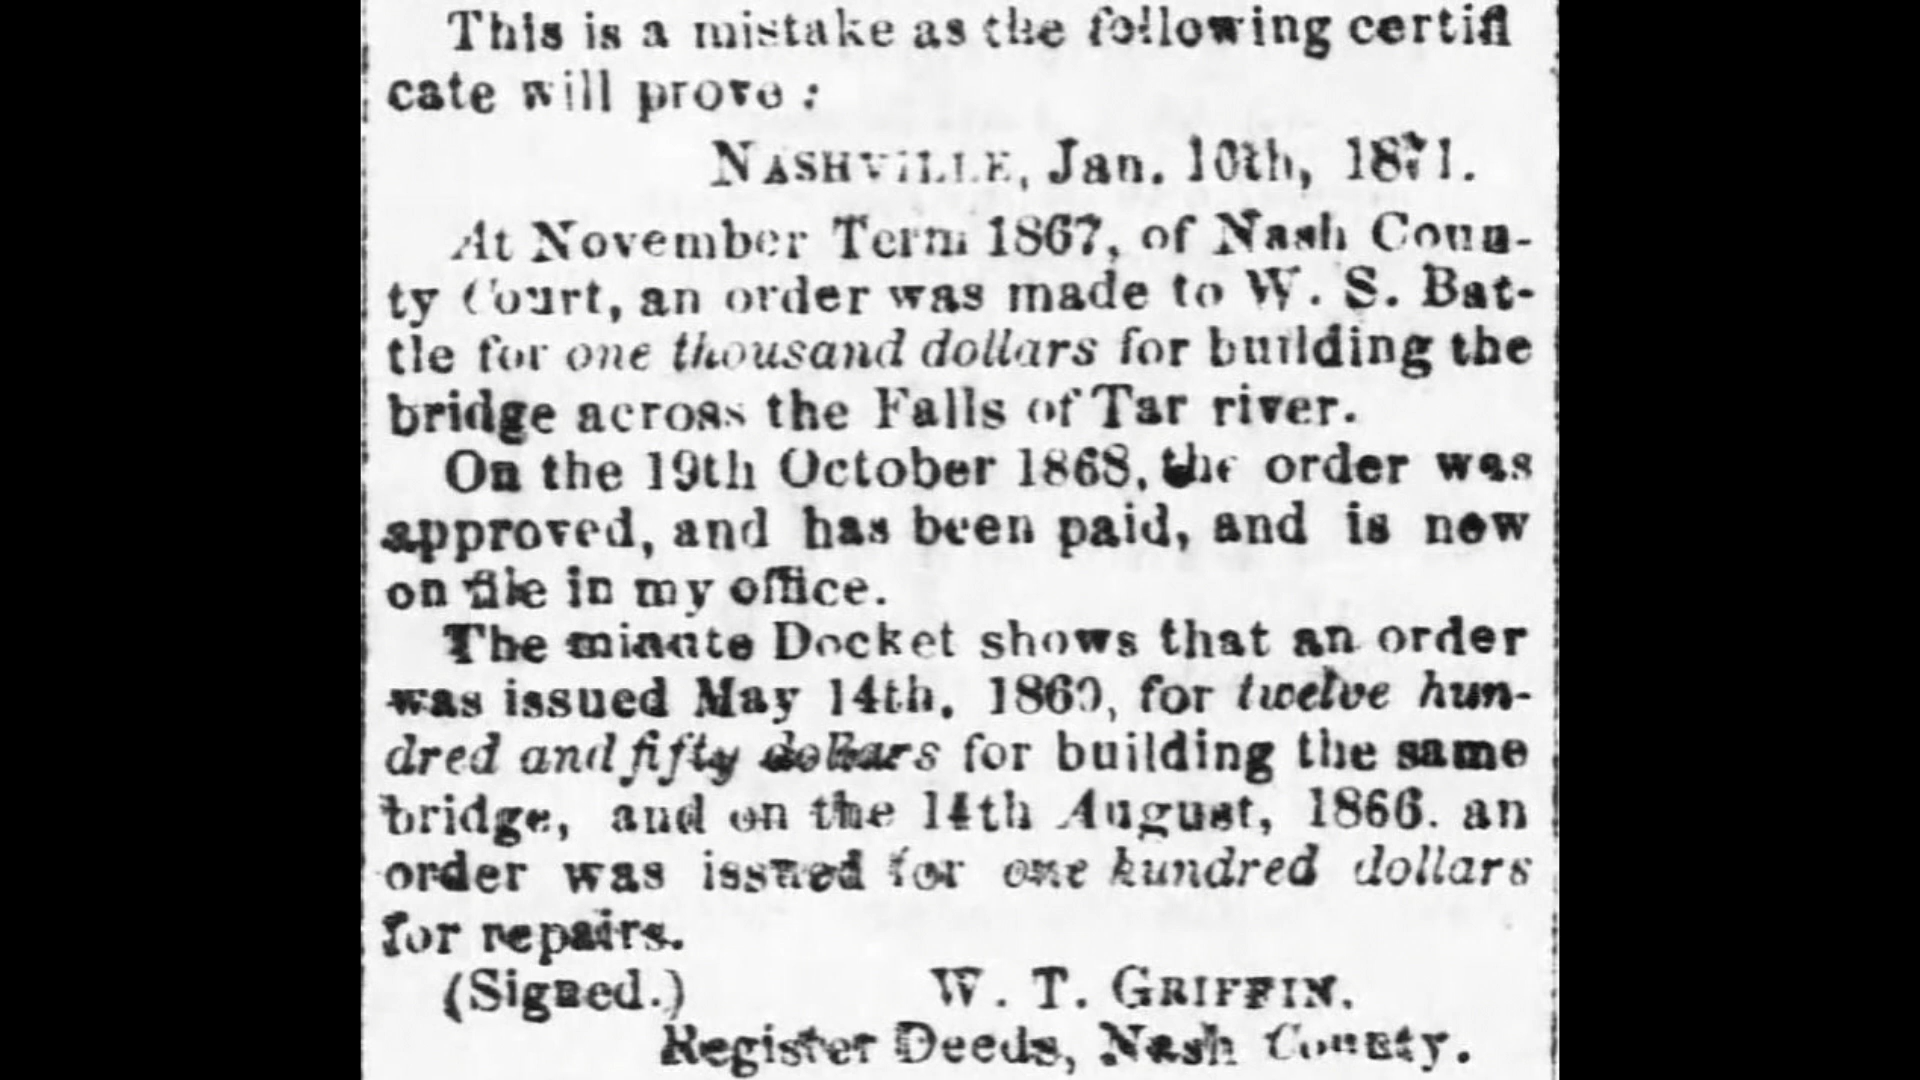 This is a mistake as the following certifi
cate will prove :
NASHVILLE, Jan. 10th, 1871.
At November Term 1867, of Nash Coun-
ty Court, an order was made to W. S. Bat-
tle for one thousand dollars for building the
bridge across the Falls of Tar river.
On the 19th October 1868, the order was
approved, and has been paid, and is now
on file in my office.
The minute Docket shows that an order
was issued May 14th, 1860, for twelve hun-
dred and fifty dollars for building the same
bridge, and on the 14th August, 1866. an
order was issued for one hundred dollars
for repairs.
(Signed.) W. T. GRIFFIN.
Register Deeds, Nash County.